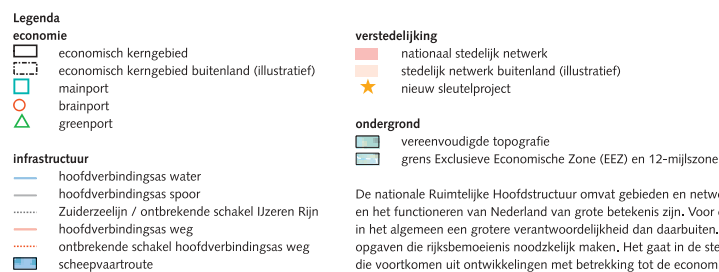 Legenda
economie
economisch kerngebied
economisch kerngebied buitenland (illustratief)
mainport
brainport
greenport
infrastructuur
hoofdverbindingsas water
hoofdverbindingsas spoor
Zuiderzeelijn / ontbrekende schakel IJzeren Rijn
hoofdverbindingsas weg
ontbrekende schakel hoofdverbindingsas weg
scheepvaartroute
verstedelijking
nationaal stedelijk netwerk
stedelijk netwerk buitenland (illustratief)
nieuw sleutelproject
ondergrond
vereenvoudigde topografie
grens Exclusieve Economische Zone (EEZ) en 12-mijlszone
De nationale Ruimtelijke Hoofdstructuur omvat gebieden en netw
en het functioneren van Nederland van grote betekenis zijn. Voor
in het algemeen een grotere verantwoordelijkheid dan daarbuiten.
opgaven die rijksbemoeienis noodzkelijk maken. Het gaat in de ste
die voortkomen uit ontwikkelingen met betrekking tot de econom